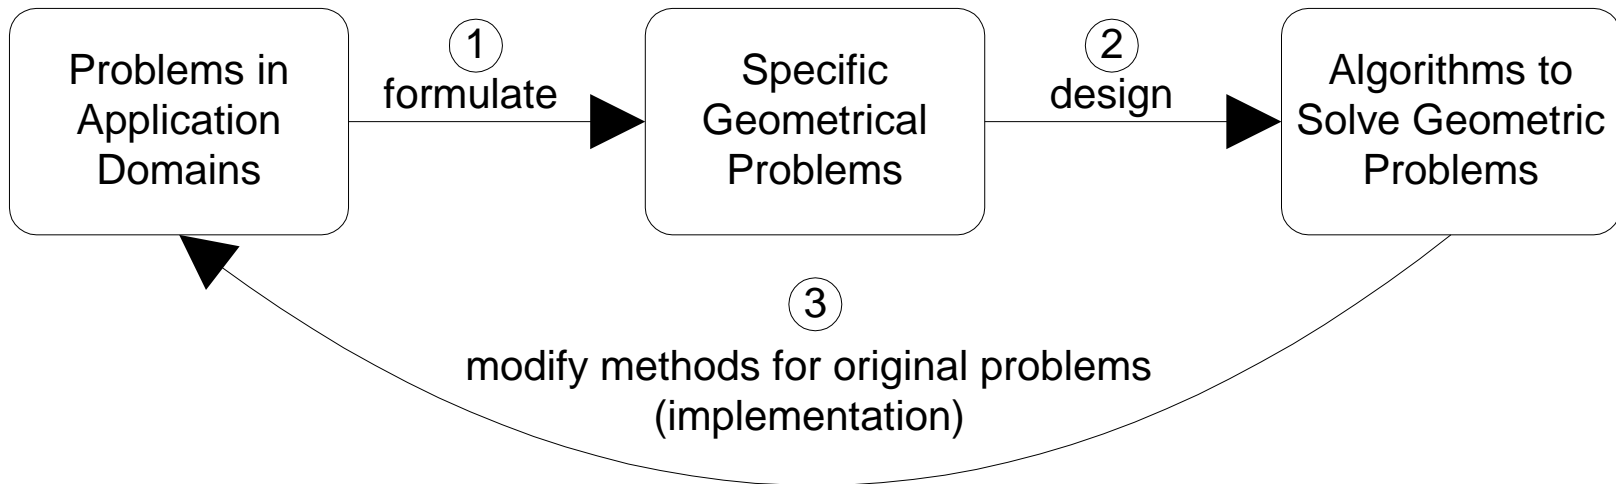 Problems in
Application
Domains
1
formulate
Specific
Geometrical
Problems
2
design
Algorithms to
Solve Geometric
Problems
3
modify methods for original problems
(implementation)